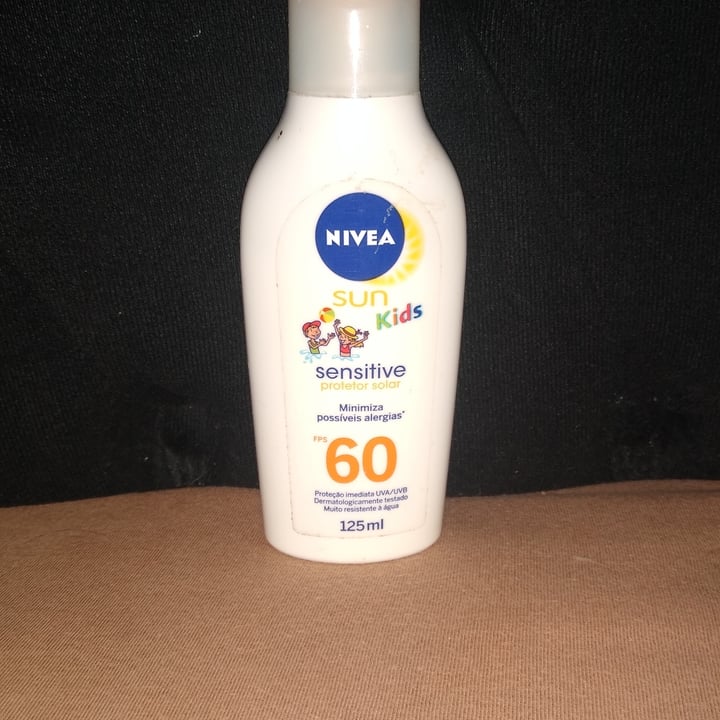 NIVEA
sun
Kids
sensitive
protetor solar
Minimiza
possíveis alergias*
FPS 60
Proteção imediata UVA/UVB
Dermatologicamente testado
Muito resistente à água
125ml